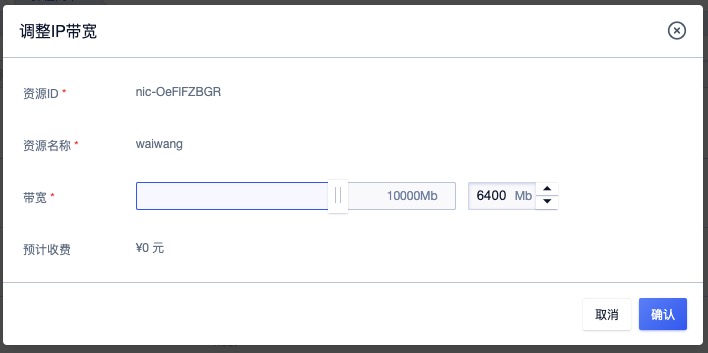 调整IP带宽
资源ID *
nic-OeFIFZBGR
资源名称 *
waiwang
带宽 *
10000Mb
6400 Mb
预计收费
¥0 元
取消
确认